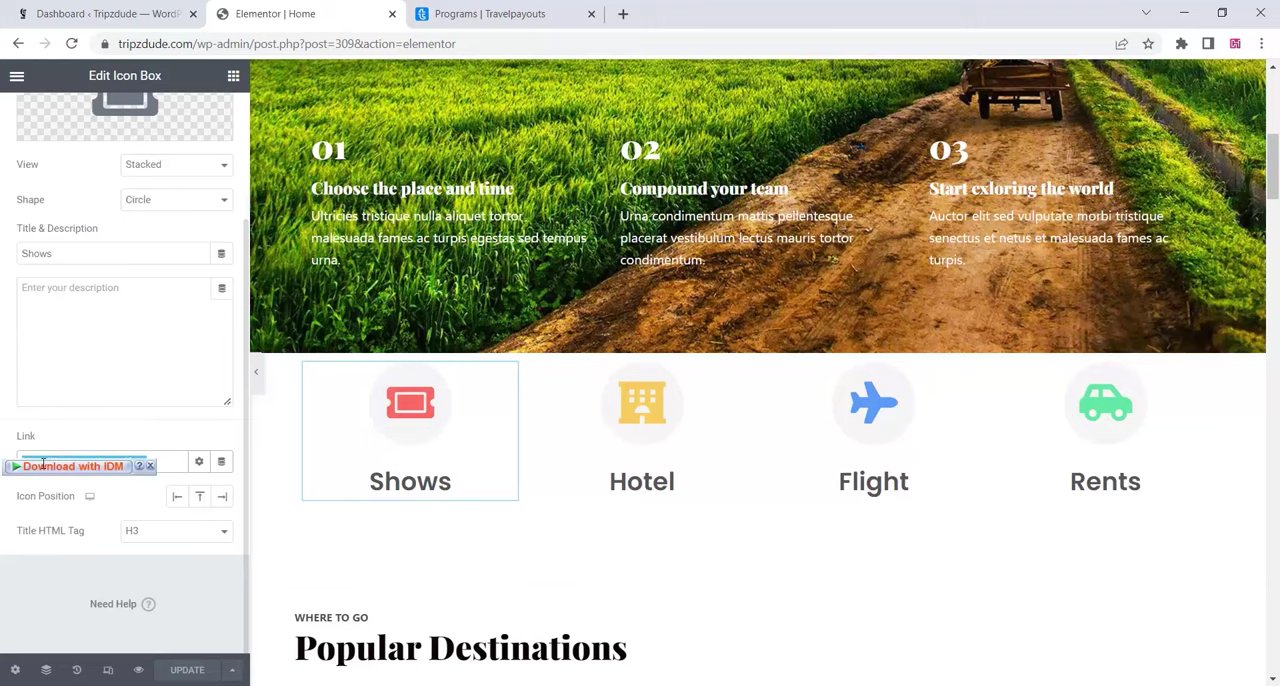 Dashboard ‹ Tripzdude — WordP
Elementor | Home
Programs | Travelpayouts
tripzdude.com/wp-admin/post.php?post=309&action=elementor
Edit Icon Box
View
Stacked
Shape
Circle
Title & Description
Shows
Enter your description
Link
Download with IDM
Icon Position
Title HTML Tag
H3
Need Help
UPDATE
01
Choose the place and time
Ultricies tristique nulla aliquet tortor
malesuada fames ac turpis egestas sed tempus
urna.
02
Compound your team
Urna condimentum mattis pellentesque
placerat vestibulum lectus mauris tortor
condimentum.
03
Start exloring the world
Auctor elit sed vulputate morbi tristique
senectus et netus et malesuada fames ac
turpis.
Shows
Hotel
Flight
Rents
WHERE TO GO
Popular Destinations